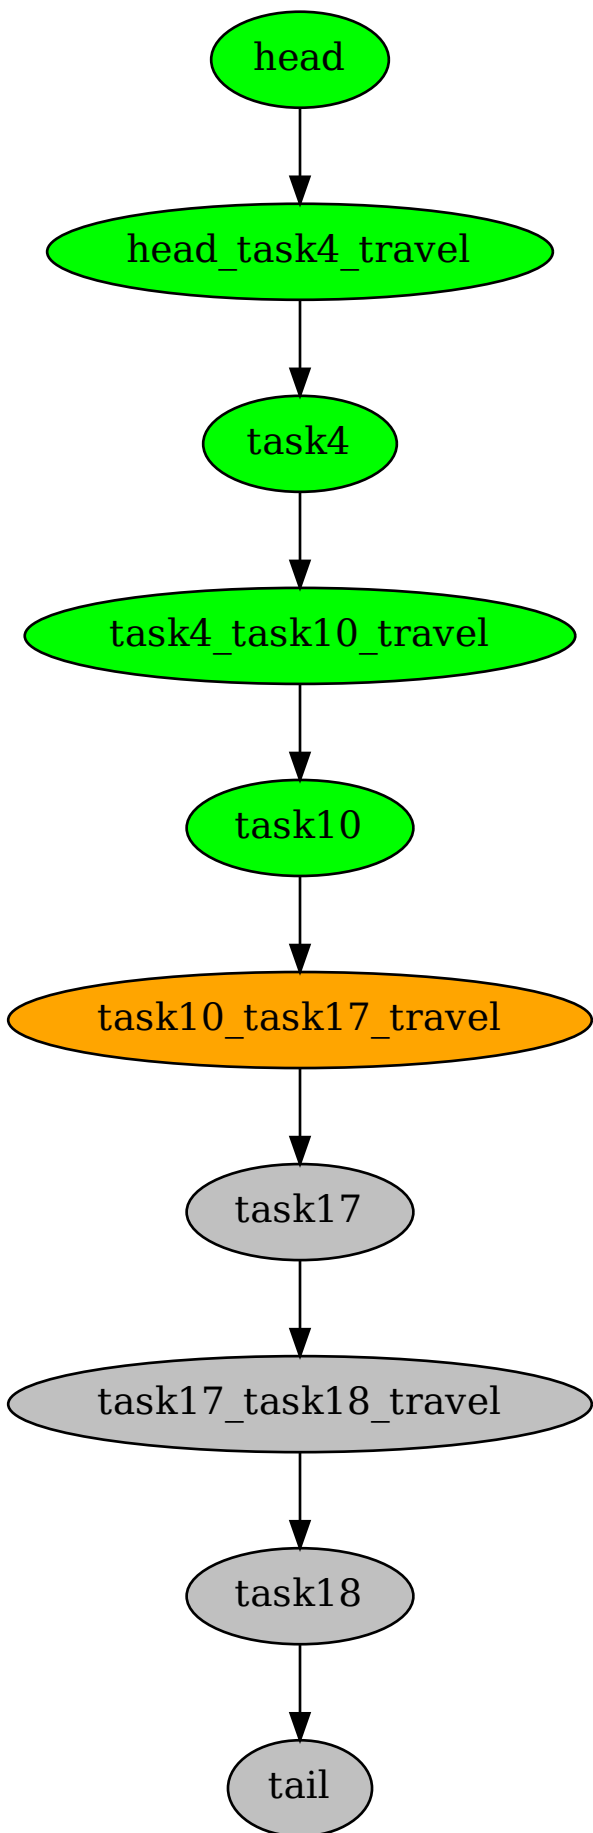 head
head_task4_travel
task4
task4_task10_travel
task10
task10_task17_travel
task17
task17_task18_travel
task18
tail